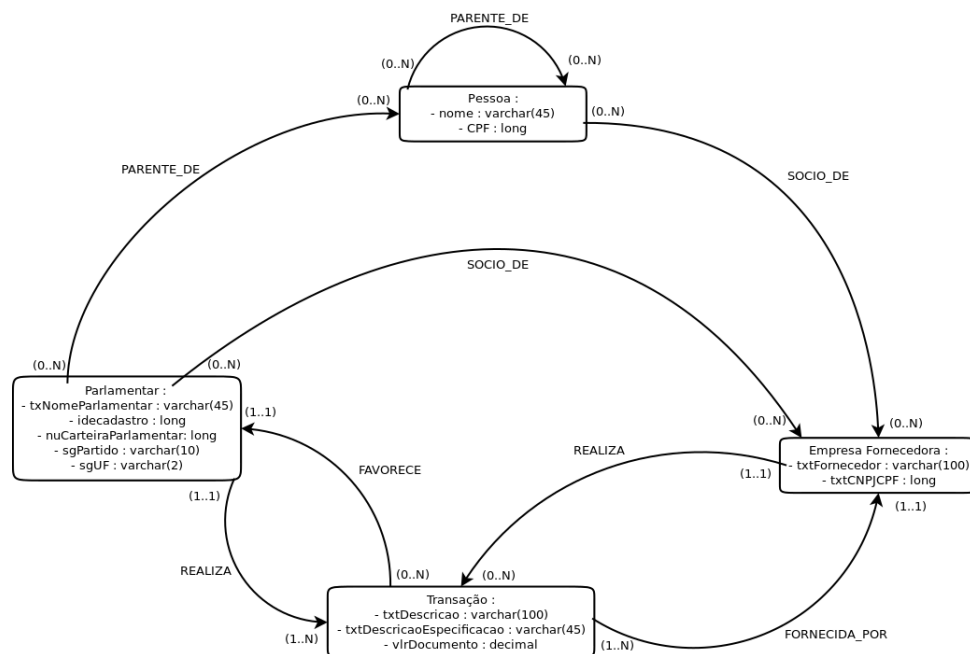 PARENTE_DE
(0..N)
(0..N)
Pessoa :
- nome : varchar(45)
- CPF : long
(0..N)
(0..N)
PARENTE_DE
SOCIO_DE
SOCIO_DE
(0..N)
(0..N)
Parlamentar :
- txNomeParlamentar : varchar(45)
- idecadastro : long
- nuCarteiraParlamentar: long
- sgPartido : varchar(10)
- sgUF : varchar(2)
(1..1)
(0..N)
(0..N)
Empresa Fornecedora :
- txtFornecedor : varchar(100)
- txtCNPJCPF : long
REALIZA
FAVORECE
(1..1)
(1..1)
(1..1)
REALIZA
(0..N)
(0..N)
Transação :
- txtDescricao : varchar(100)
- txtDescricaoEspecificacao : varchar(45)
- vlrDocumento : decimal
(1..N)
(1..N)
FORNECIDA_POR